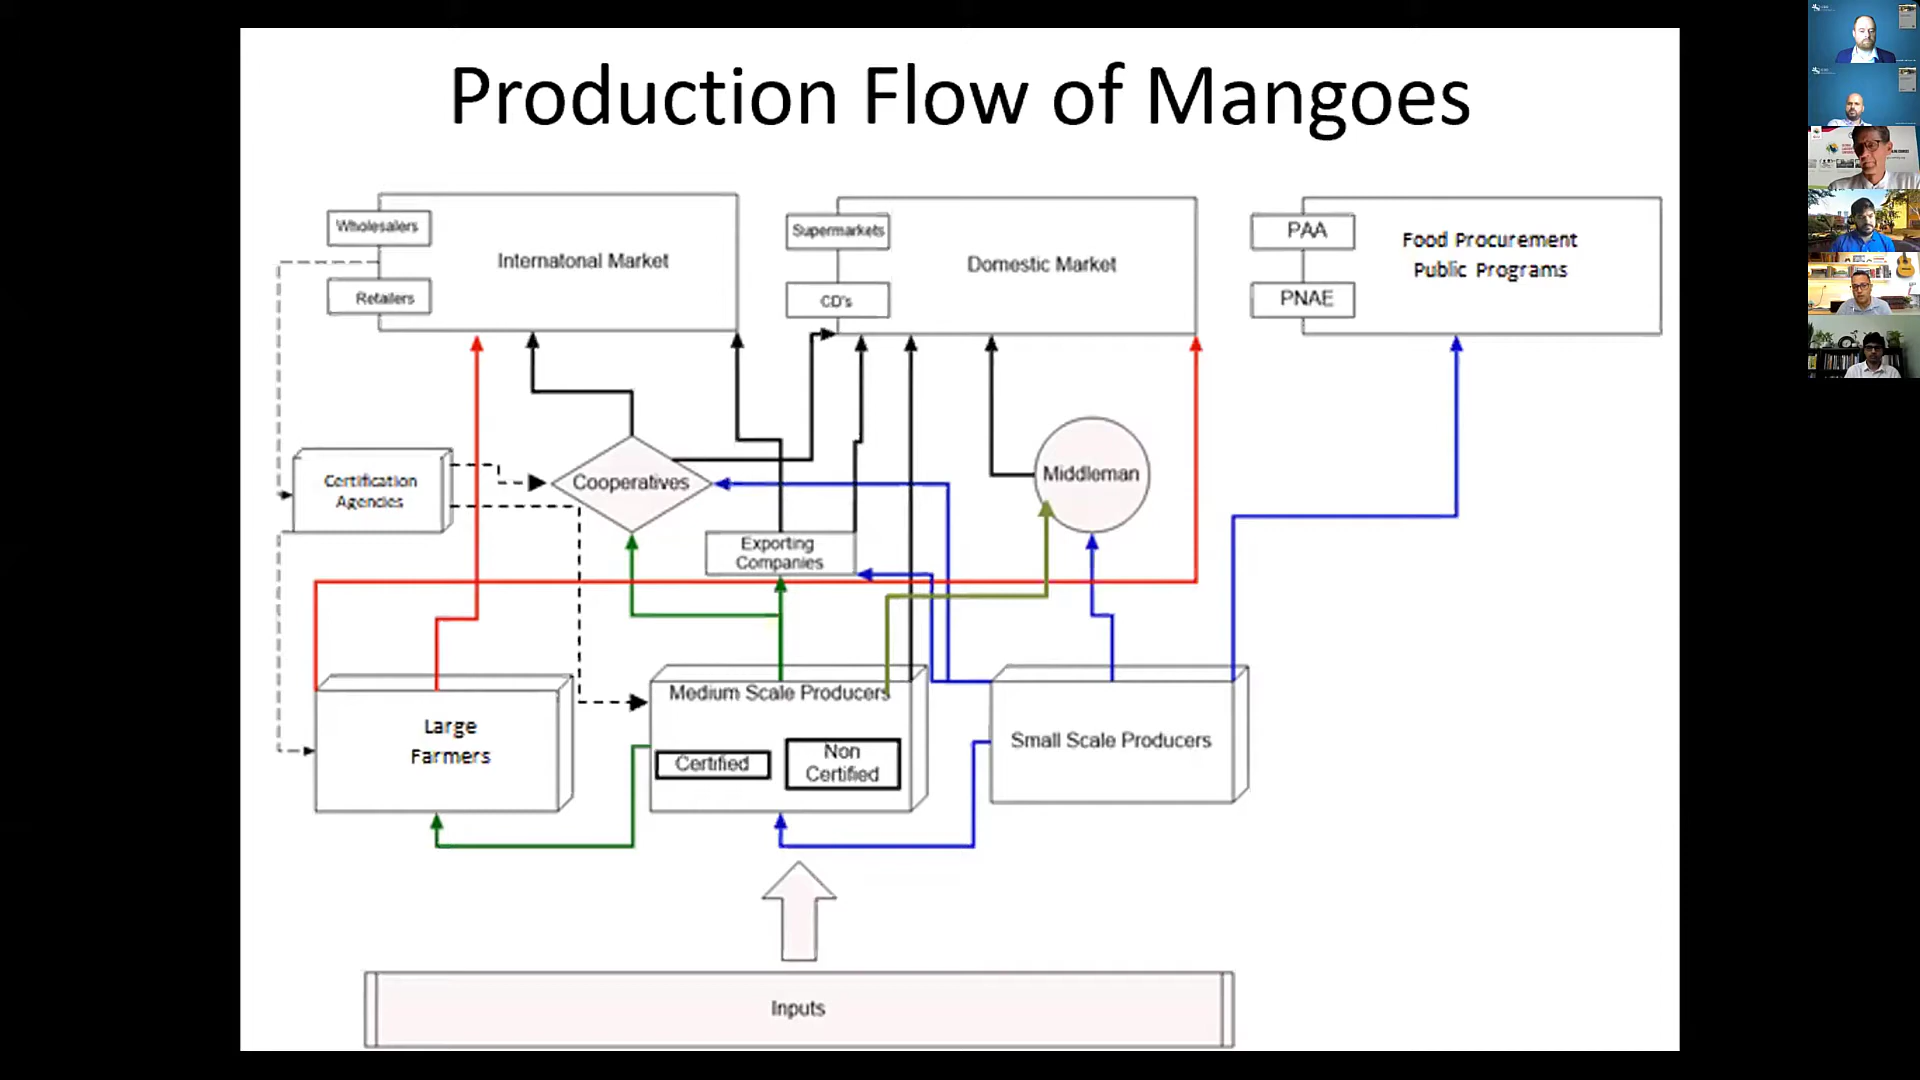 Production Flow of Mangoes
Wholesalers
Retailers
Internatonal Market
Supermarkets
CD's
Domestic Market
PAA
PNAE
Food Procurement
Public Programs
Certification
Agencies
Cooperatives
Middleman
Exporting
Companies
Large
Farmers
Medium Scale Producers
Certified
Non
Certified
Small Scale Producers
Inputs